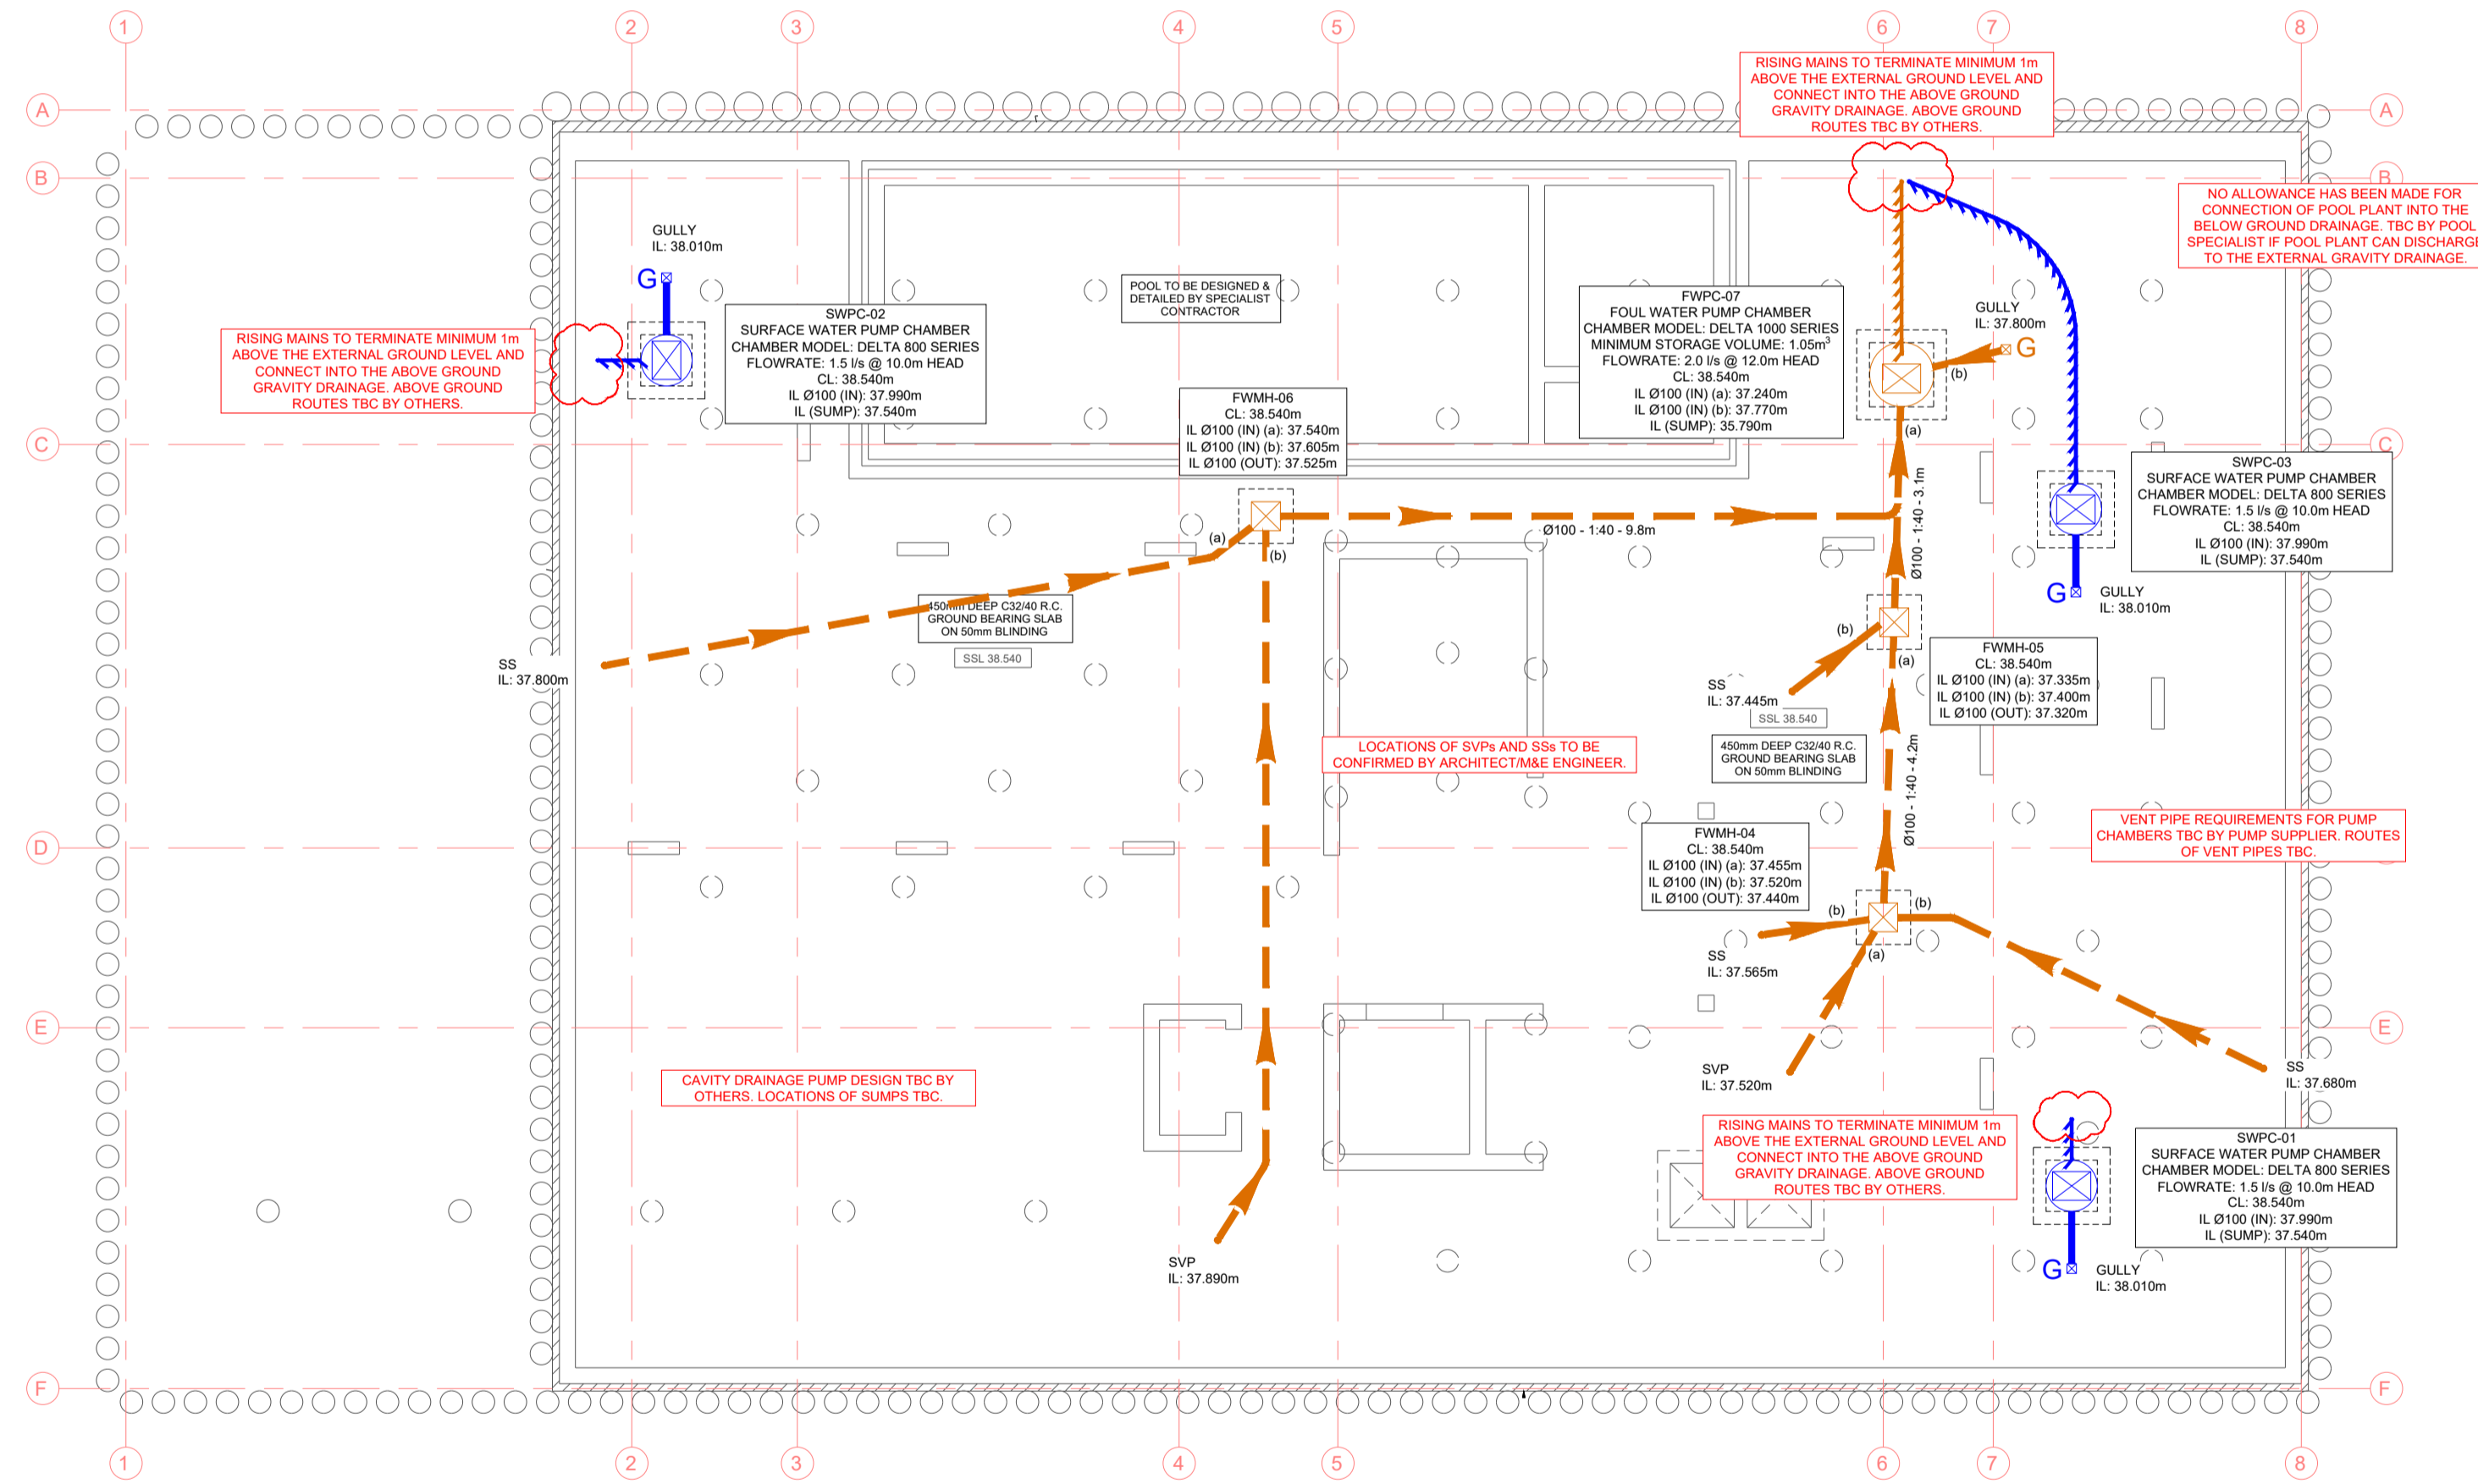 1
2
3
4
5
6
7
8
A
A
RISING MAINS TO TERMINATE MINIMUM 1m
ABOVE THE EXTERNAL GROUND LEVEL AND
CONNECT INTO THE ABOVE GROUND
GRAVITY DRAINAGE. ABOVE GROUND
ROUTES TBC BY OTHERS.
B
B
NO ALLOWANCE HAS BEEN MADE FOR
CONNECTION OF POOL PLANT INTO THE
BELOW GROUND DRAINAGE. TBC BY POOL
SPECIALIST IF POOL PLANT CAN DISCHARGE
TO THE EXTERNAL GRAVITY DRAINAGE.
GULLY
IL: 38.010m
G
POOL TO BE DESIGNED &
DETAILED BY SPECIALIST
CONTRACTOR
RISING MAINS TO TERMINATE MINIMUM 1m
ABOVE THE EXTERNAL GROUND LEVEL AND
CONNECT INTO THE ABOVE GROUND
GRAVITY DRAINAGE. ABOVE GROUND
ROUTES TBC BY OTHERS.
SWPC-02
SURFACE WATER PUMP CHAMBER
CHAMBER MODEL: DELTA 800 SERIES
FLOWRATE: 1.5 l/s @ 10.0m HEAD
CL: 38.540m
IL Ø100 (IN): 37.990m
IL (SUMP): 37.540m
FWPC-07
FOUL WATER PUMP CHAMBER
CHAMBER MODEL: DELTA 1000 SERIES
MINIMUM STORAGE VOLUME: 1.05m³
FLOWRATE: 2.0 l/s @ 12.0m HEAD
CL: 38.540m
IL Ø100 (IN) (a): 37.240m
IL Ø100 (IN) (b): 37.770m
IL (SUMP): 35.790m
GULLY
IL: 37.800m
G
(b)
(a)
FWMH-06
CL: 38.540m
IL Ø100 (IN) (a): 37.540m
IL Ø100 (IN) (b): 37.605m
IL Ø100 (OUT): 37.525m
C
C
SWPC-03
SURFACE WATER PUMP CHAMBER
CHAMBER MODEL: DELTA 800 SERIES
FLOWRATE: 1.5 l/s @ 10.0m HEAD
CL: 38.540m
IL Ø100 (IN): 37.990m
IL (SUMP): 37.540m
(a)
(b)
Ø100 - 1:40 - 9.8m
Ø100 - 1:40 - 3.1m
G
GULLY
IL: 38.010m
450mm DEEP C32/40 R.C.
GROUND BEARING SLAB
ON 50mm BLINDING
SSL 38.540
SS
IL: 37.800m
(b)
(a)
SS
IL: 37.445m
SSL 38.540
FWMH-05
CL: 38.540m
IL Ø100 (IN) (a): 37.335m
IL Ø100 (IN) (b): 37.400m
IL Ø100 (OUT): 37.320m
LOCATIONS OF SVPs AND SSs TO BE
CONFIRMED BY ARCHITECT/M&E ENGINEER.
450mm DEEP C32/40 R.C.
GROUND BEARING SLAB
ON 50mm BLINDING
Ø100 - 1:40 - 4.2m
VENT PIPE REQUIREMENTS FOR PUMP
CHAMBERS TBC BY PUMP SUPPLIER. ROUTES
OF VENT PIPES TBC.
D
FWMH-04
CL: 38.540m
IL Ø100 (IN) (a): 37.455m
IL Ø100 (IN) (b): 37.520m
IL Ø100 (OUT): 37.440m
(b)
(b)
(a)
SS
IL: 37.565m
E
E
SVP
IL: 37.520m
SS
IL: 37.680m
CAVITY DRAINAGE PUMP DESIGN TBC BY
OTHERS. LOCATIONS OF SUMPS TBC.
RISING MAINS TO TERMINATE MINIMUM 1m
ABOVE THE EXTERNAL GROUND LEVEL AND
CONNECT INTO THE ABOVE GROUND
GRAVITY DRAINAGE. ABOVE GROUND
ROUTES TBC BY OTHERS.
SWPC-01
SURFACE WATER PUMP CHAMBER
CHAMBER MODEL: DELTA 800 SERIES
FLOWRATE: 1.5 l/s @ 10.0m HEAD
CL: 38.540m
IL Ø100 (IN): 37.990m
IL (SUMP): 37.540m
SVP
IL: 37.890m
G
GULLY
IL: 38.010m
F
F
1
2
3
4
5
6
7
8